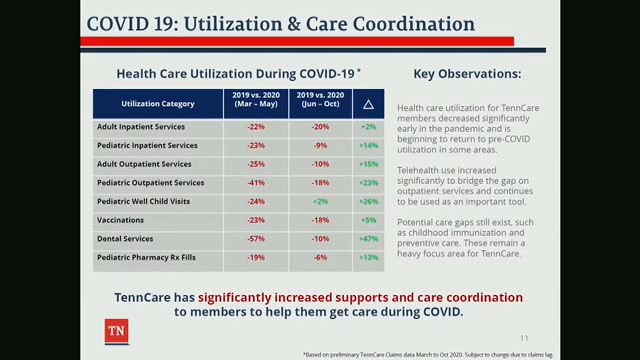 COVID 19: Utilization & Care Coordination
Health Care Utilization During COVID-19 *
Utilization Category
2019 vs. 2020
(Mar – May)
2019 vs. 2020
(Jun – Oct)
△
Adult Inpatient Services -22% -20% +2%
Pediatric Inpatient Services -23% -9% +14%
Adult Outpatient Services -25% -10% +15%
Pediatric Outpatient Services -41% -18% +23%
Pediatric Well Child Visits -24% +2% +26%
Vaccinations -23% -18% +5%
Dental Services -57% -10% +47%
Pediatric Pharmacy Rx Fills -19% -6% +13%
Key Observations:
Health care utilization for TennCare
members decreased significantly
early in the pandemic and is
beginning to return to pre-COVID
utilization in some areas.
Telehealth use increased
significantly to bridge the gap on
outpatient services and continues
to be used as an important tool.
Potential care gaps still exist, such
as childhood immunization and
preventive care. These remain a
heavy focus area for TennCare.
TennCare has significantly increased supports and care coordination
to members to help them get care during COVID.
TN
11
*Based on preliminary TennCare Claims data March to Oct 2020. Subject to change due to claims lag.